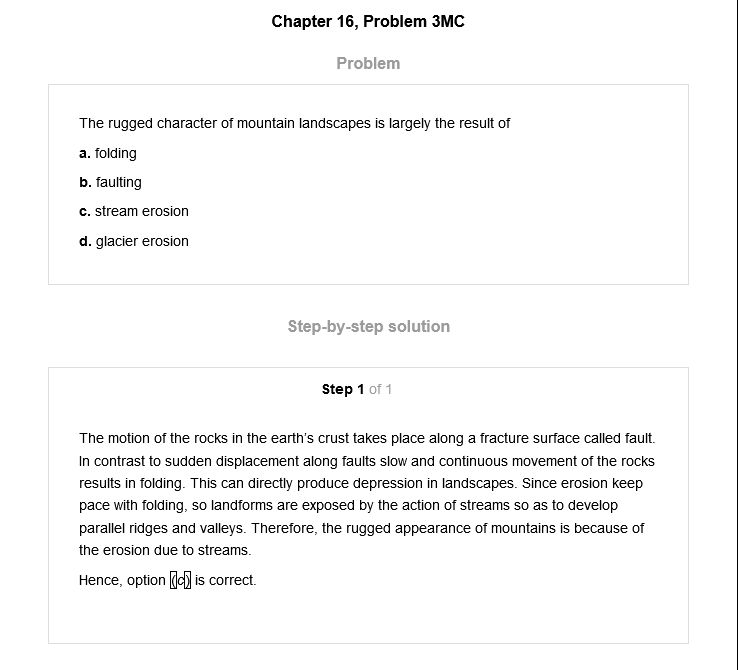 Chapter 16, Problem 3MC
Problem
The rugged character of mountain landscapes is largely the result of
a. folding
b. faulting
c. stream erosion
d. glacier erosion
Step-by-step solution
Step 1 of 1
The motion of the rocks in the earth's crust takes place along a fracture surface called fault.
In contrast to sudden displacement along faults slow and continuous movement of the rocks
results in folding. This can directly produce depression in landscapes. Since erosion keep
pace with folding, so landforms are exposed by the action of streams so as to develop
parallel ridges and valleys. Therefore, the rugged appearance of mountains is because of
the erosion due to streams.
Hence, option (c) is correct.